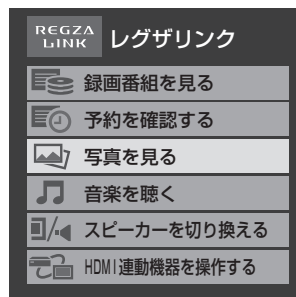 REGZA
LINK レグザリンク
録画番組を見る
予約を確認する
写真を見る
音楽を聴く
スピーカーを切り換える
HDMI連動機器を操作する